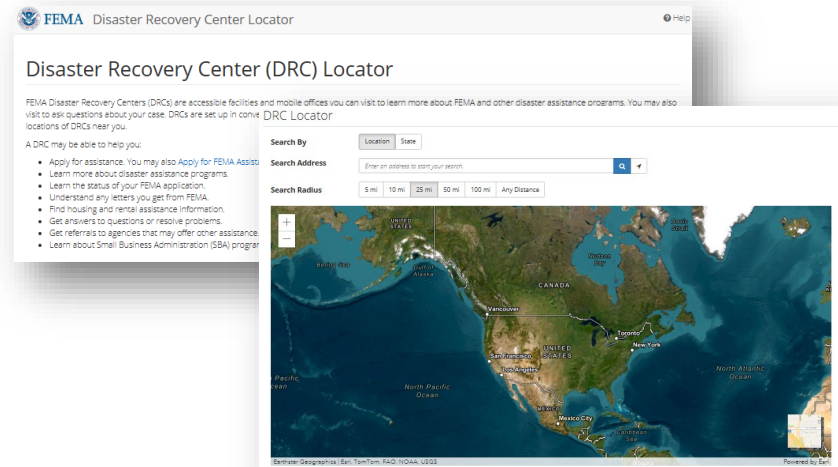 FEMA Disaster Recovery Center Locator
Help
Disaster Recovery Center (DRC) Locator
FEMA Disaster Recovery Centers (DRCs) are accessible facilities and mobile offices you can visit to learn more about FEMA and other disaster assistance programs. You may also
visit to ask questions about your case. DRCs are set up in conve
locations of DRCs near you.
A DRC may be able to help you:
Apply for assistance. You may also Apply for FEMA Assista
Learn more about disaster assistance programs.
Learn the status of your FEMA application.
Understand any letters you get from FEMA.
Find housing and rental assistance information.
Get answers to questions or resolve problems.
Get referrals to agencies that may offer other assistance.
Learn about Small Business Administration (SBA) program
DRC Locator
Search By Location State
Search Address Enter an address to start your search.
Search Radius 5 mi 10 mi 25 mi 50 mi 100 mi Any Distance
+
−
UNITED
STATES
Davis
Strait
Bering Sea
Gulf of
Alaska
Hudson
Bay
CANADA
Vancouver
Toronto
New York
UNITED
STATES
San Francisco
Los Angeles
North Pacific
Ocean
North Atlantic
Ocean
Pacific
cean
MEXICO
Mexico City
Caribbean
Sea
Earthstar Geographics | Esri, TomTom, FAO, NOAA, USGS
Powered by Esri